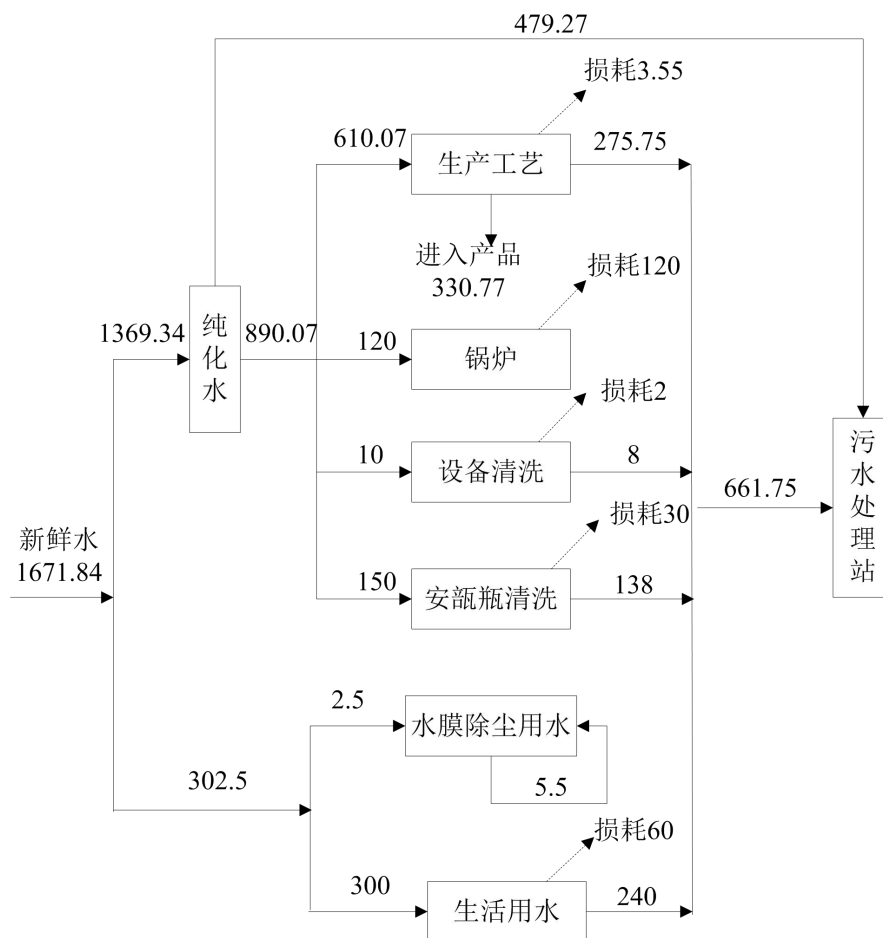 479.27
损耗3.55
610.07
生产工艺
275.75
进入产品
330.77
损耗120
1369.34
纯化水
890.07
120
锅炉
损耗2
10
设备清洗
8
污水处理站
661.75
损耗30
新鲜水
1671.84
150
安瓿瓶清洗
138
2.5
水膜除尘用水
5.5
302.5
损耗60
300
生活用水
240